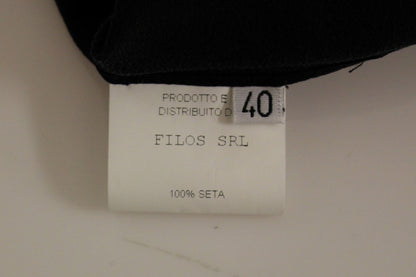 PRODOTTO E
DISTRIBUITO D
40
FILOS SRL
100% SETA